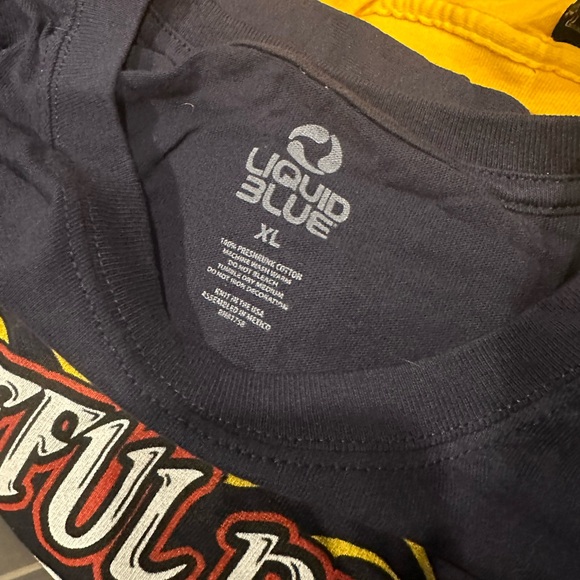 LIQUID
BLUE
XL
100% PRESHRUNK COTTON
MACHINE WASH WARM
DO NOT BLEACH
TUMBLE DRY MEDIUM
DO NOT IRON DECORATION
KNIT IN THE USA
ASSEMBLED IN MEXICO